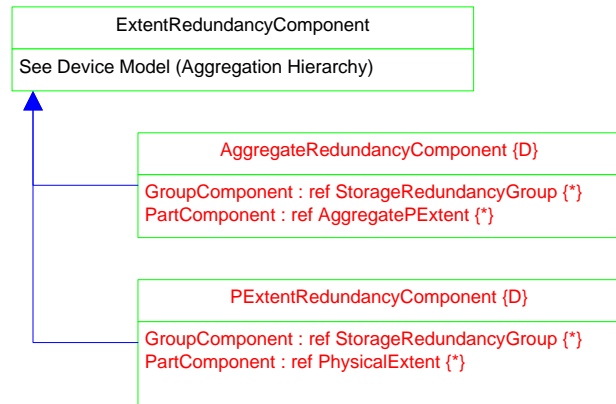 ExtentRedundancyComponent
See Device Model (Aggregation Hierarchy)
AggregateRedundancyComponent {D}
GroupComponent : ref StorageRedundancyGroup {*}
PartComponent : ref AggregatePExtent {*}
PExtentRedundancyComponent {D}
GroupComponent : ref StorageRedundancyGroup {*}
PartComponent : ref PhysicalExtent {*}